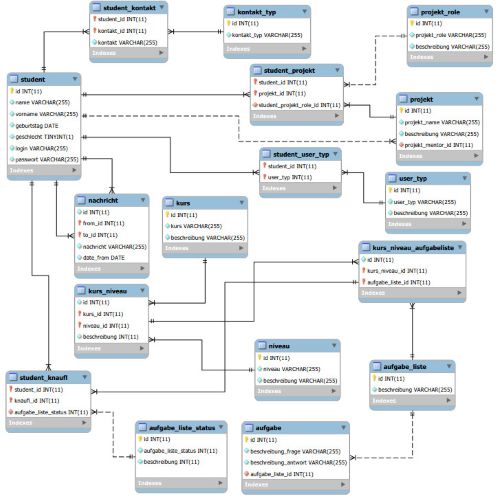 student_kontakt
student_id INT(11)
kontakt_id INT(11)
kontakt VARCHAR(255)
Indexes
kontakt_typ
id INT(11)
kontakt_typ VARCHAR(255)
Indexes
projekt_role
id INT(11)
projekt_role VARCHAR(255)
beschreibung VARCHAR(255)
Indexes
student
id INT(11)
name VARCHAR(255)
vorname VARCHAR(255)
geburtstag DATE
geschlecht TINYINT(1)
login VARCHAR(255)
passwort VARCHAR(255)
Indexes
student_projekt
student_id INT(11)
projekt_id INT(11)
student_projekt_role_id INT(11)
Indexes
projekt
id INT(11)
projekt_name VARCHAR(255)
beschreibung VARCHAR(255)
projekt_mentor_id INT(11)
Indexes
student_user_typ
student_id INT(11)
user_typ INT(11)
Indexes
user_typ
id INT(11)
user_typ VARCHAR(255)
beschreibung VARCHAR(255)
Indexes
nachricht
id INT(11)
from_id INT(11)
to_id INT(11)
nachricht VARCHAR(255)
date_from DATE
Indexes
kurs
id INT(11)
kurs VARCHAR(255)
beschreibung VARCHAR(255)
Indexes
kurs_niveau_aufgabeliste
id INT(11)
kurs_niveau_id INT(11)
aufgabe_liste_id INT(11)
Indexes
kurs_niveau
id INT(11)
kurs_id INT(11)
niveau_id INT(11)
beschreibung INT(11)
Indexes
niveau
id INT(11)
niveau VARCHAR(255)
beschreibung VARCHAR(255)
Indexes
aufgabe_liste
id INT(11)
beschreibung VARCHAR(255)
Indexes
student_knaufl
student_id INT(11)
knaufl_id INT(11)
aufgabe_liste_status INT(11)
Indexes
aufgabe_liste_status
id INT(11)
aufgabe_liste_status INT(11)
beschreibung INT(11)
Indexes
aufgabe
id INT(11)
beschreibung_frage VARCHAR(255)
beschreibung_antwort VARCHAR(255)
aufgabe_liste_id INT(11)
Indexes